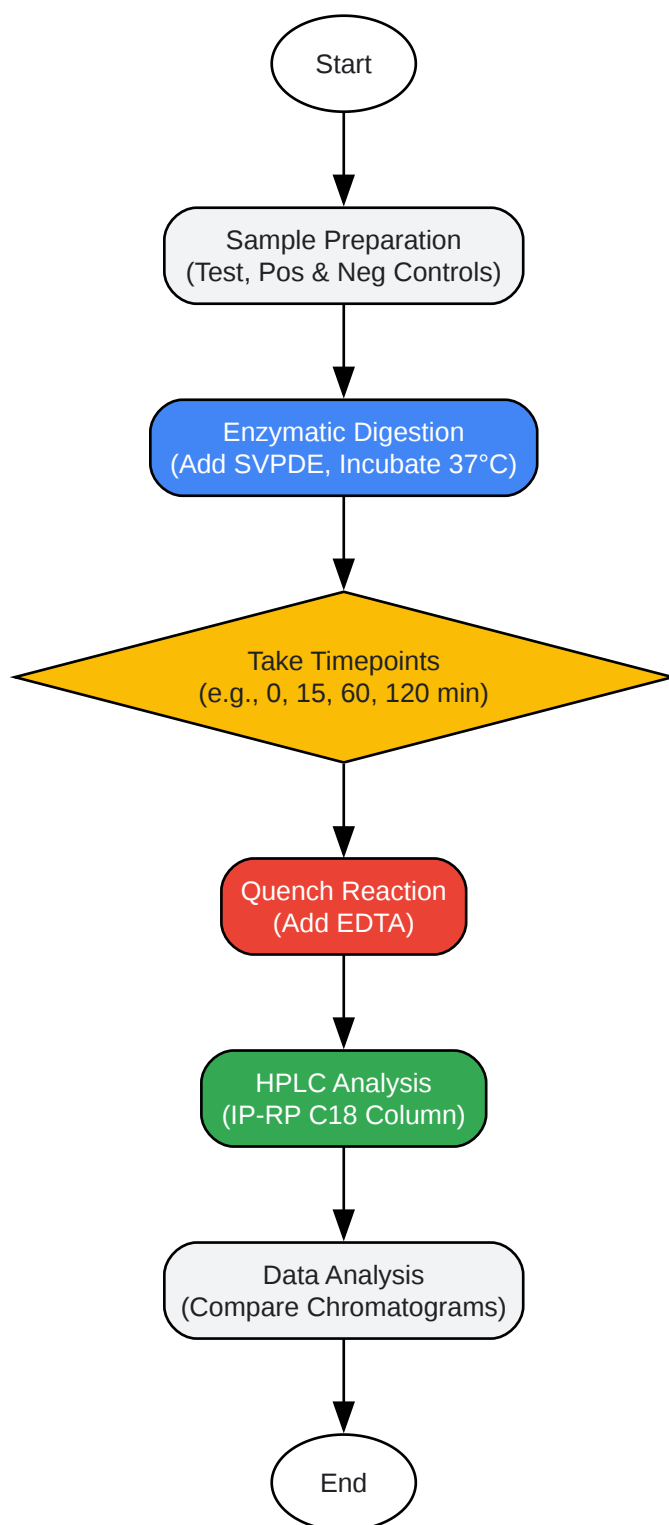 Start
Sample Preparation
(Test, Pos & Neg Controls)
Enzymatic Digestion
(Add SVPDE, Incubate 37°C)
Take Timepoints
(e.g., 0, 15, 60, 120 min)
Quench Reaction
(Add EDTA)
HPLC Analysis
(IP-RP C18 Column)
Data Analysis
(Compare Chromatograms)
End